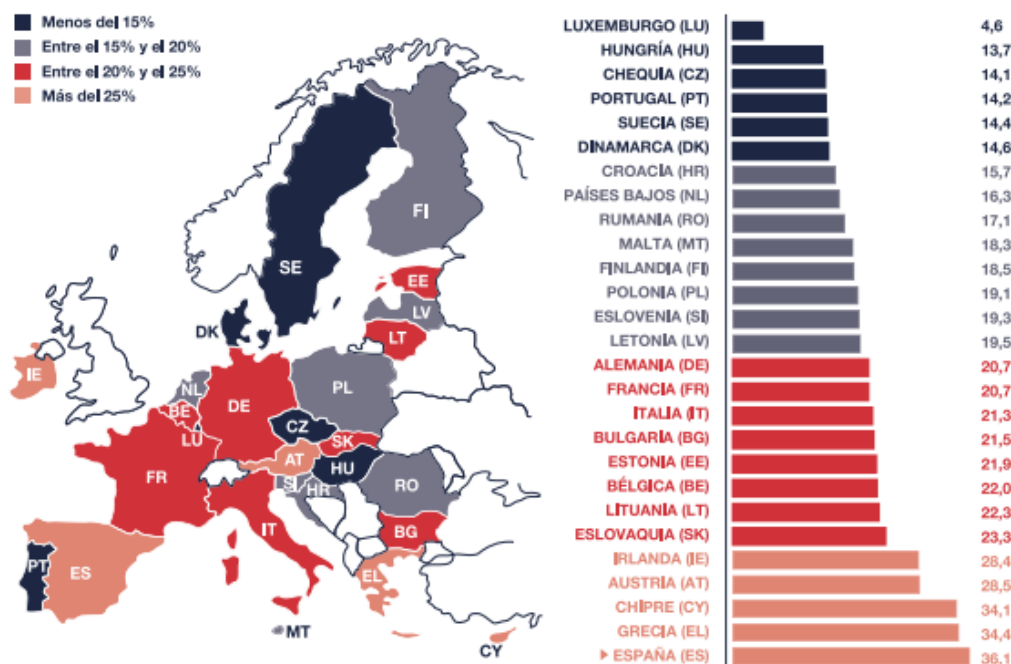 Menos del 15%
Entre el 15% y el 20%
Entre el 20% y el 25%
Más del 25%
FI
SE
EE
LV
LT
DK
IE
NL
BE
DE
PL
LU
CZ
SK
AT
HU
FR
SI
HR
RO
IT
BG
PT
ES
EL
MT
CY
LUXEMBURGO (LU) 4,6
HUNGRÍA (HU) 13,7
CHEQUIA (CZ) 14,1
PORTUGAL (PT) 14,2
SUECIA (SE) 14,4
DINAMARCA (DK) 14,6
CROACÍA (HR) 15,7
PAÍSES BAJOS (NL) 16,3
RUMANIA (RO) 17,1
MALTA (MT) 18,3
FINLANDIA (FI) 18,5
POLONIA (PL) 19,1
ESLOVENIA (SI) 19,3
LETONÍA (LV) 19,5
ALEMANIA (DE) 20,7
FRANCIA (FR) 20,7
ITALIA (IT) 21,3
BULGARÍA (BG) 21,5
ESTONIA (EE) 21,9
BÉLGICA (BE) 22,0
LITUANÍA (LT) 22,3
ESLOVAQUIA (SK) 23,3
IRLANDA (IE) 28,4
AUSTRIA (AT) 28,5
CHIPRE (CY) 34,1
GRECIA (EL) 34,4
▸ ESPAÑA (ES) 36,1